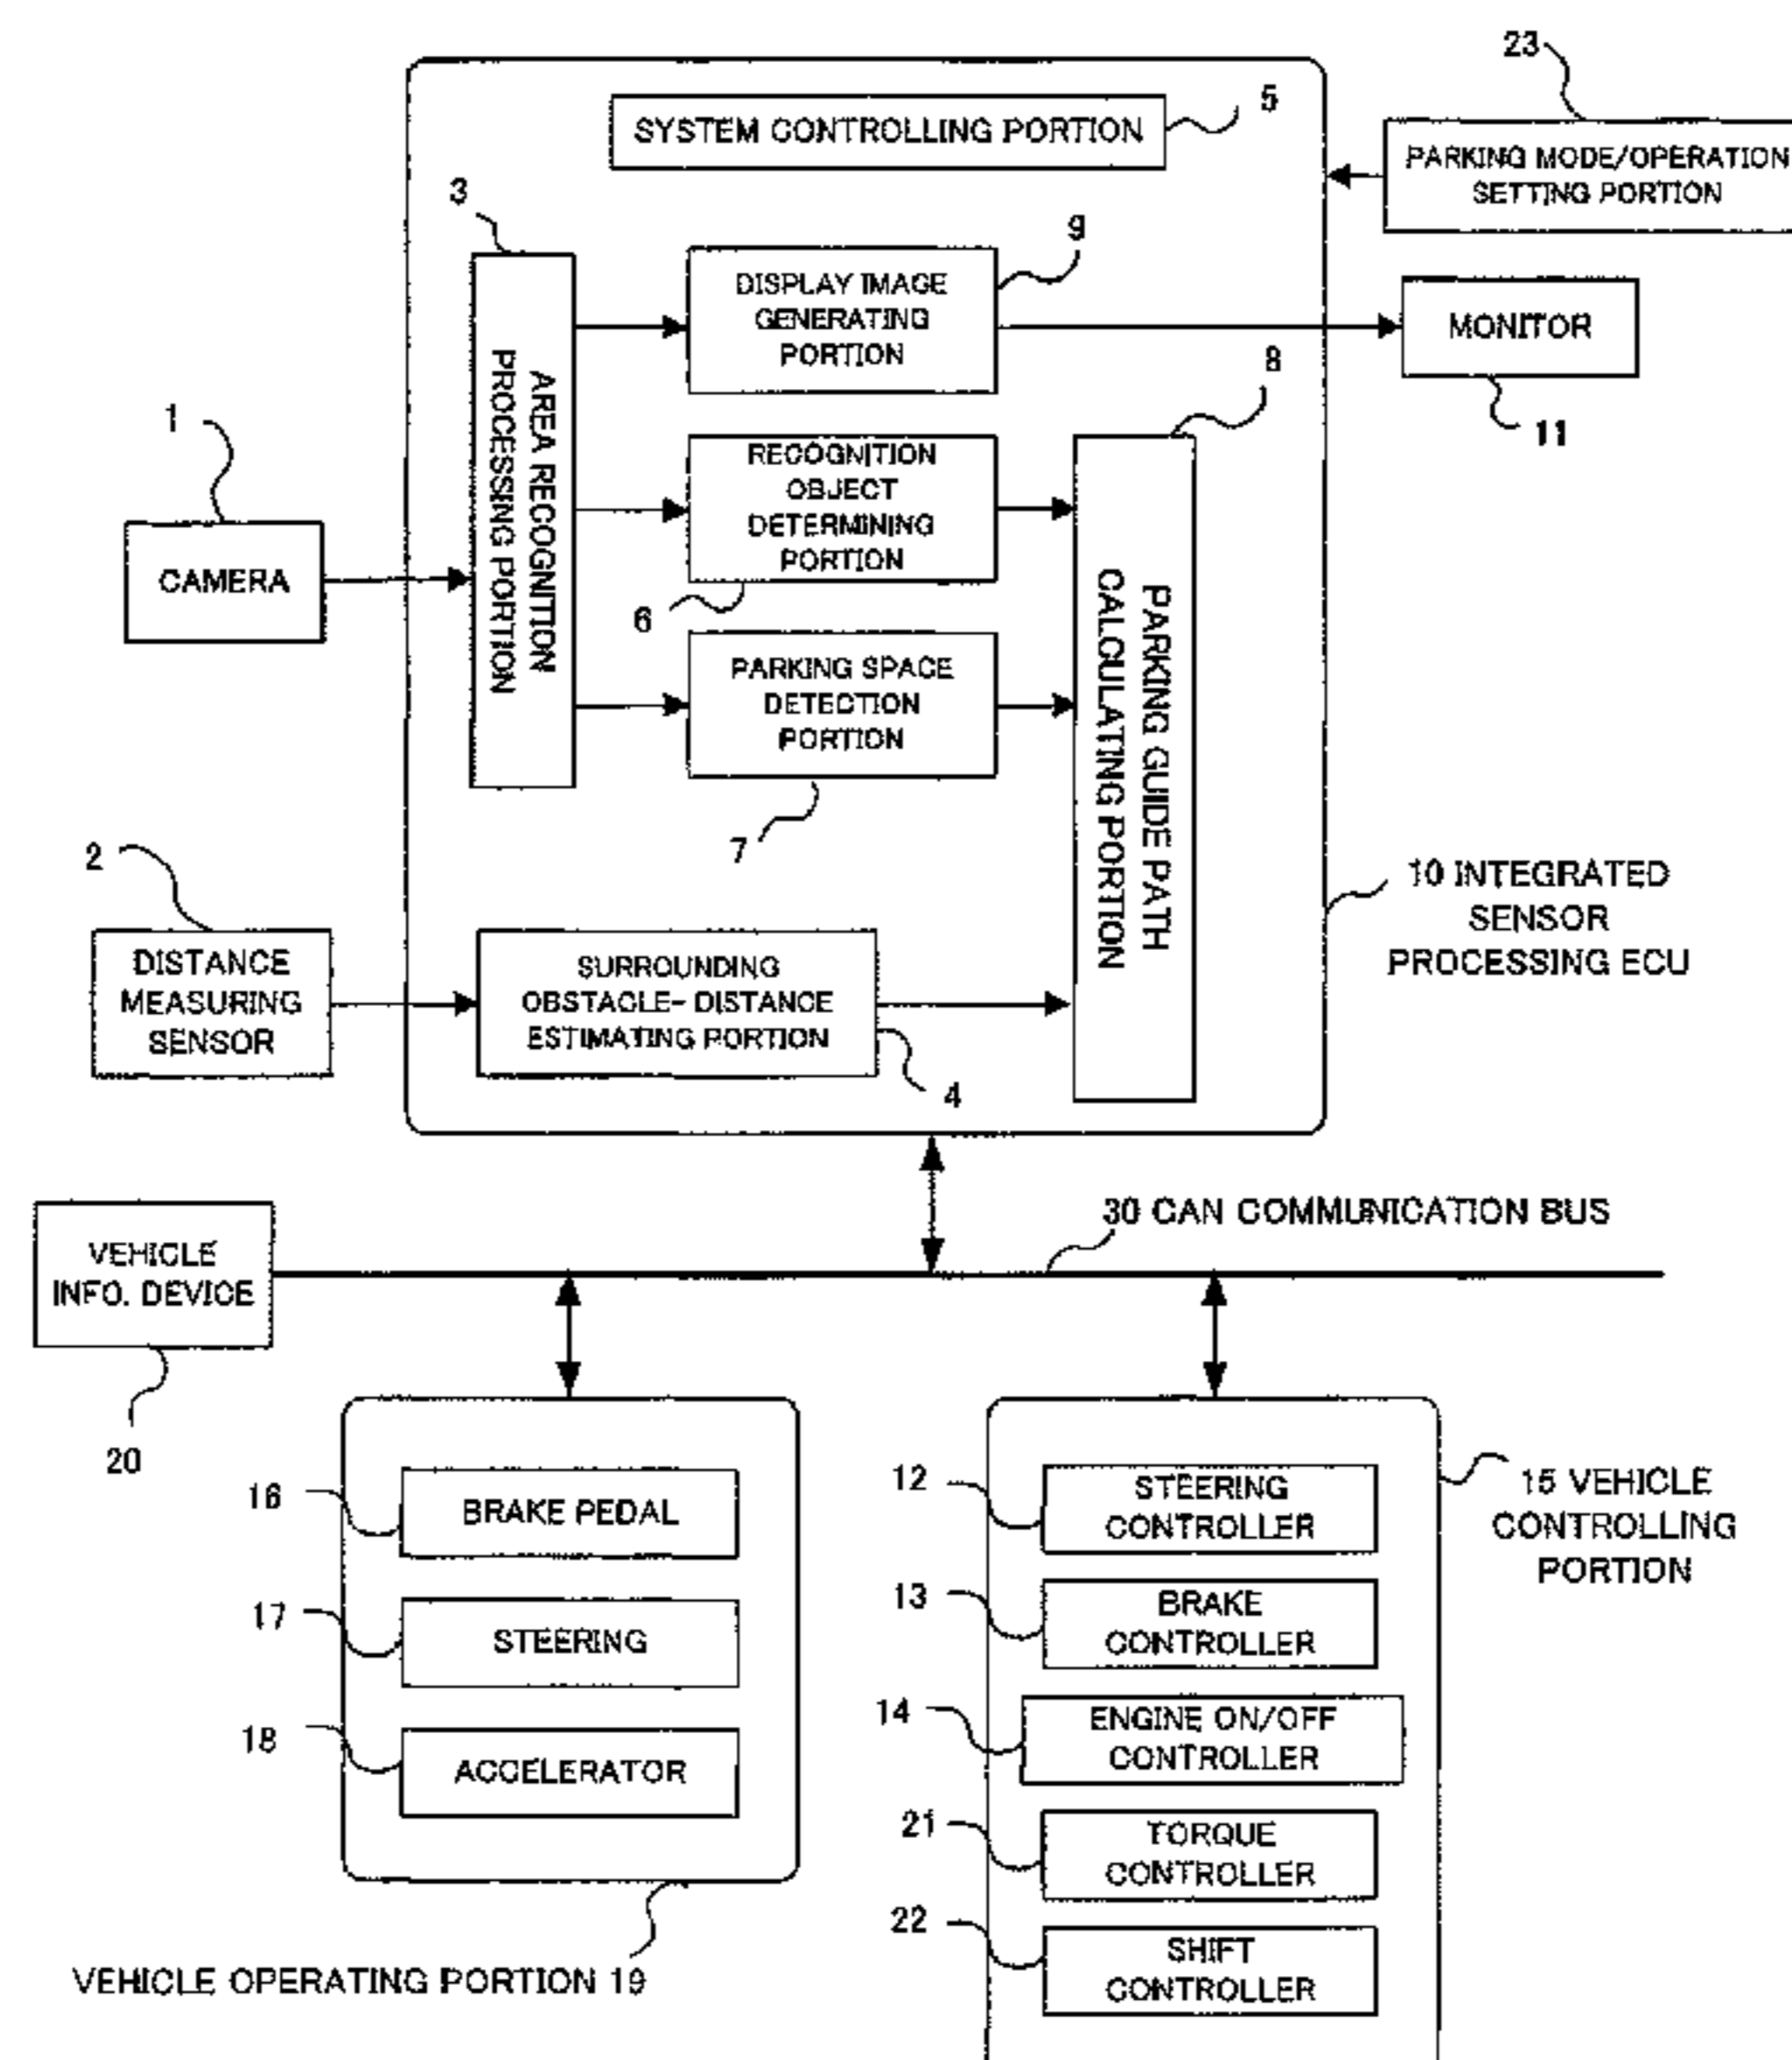 23
5
SYSTEM CONTROLLING PORTION
PARKING MODE/OPERATION
SETTING PORTION
3
9
DISPLAY IMAGE
GENERATING
PORTION
MONITOR
11
8
AREA RECOGNITION
PROCESSING PORTION
1
CAMERA
RECOGNITION
OBJECT
DETERMINING
PORTION
6
PARKING SPACE
DETECTION
PORTION
7
PARKING GUIDE PATH
CALCULATING PORTION
2
DISTANCE
MEASURING
SENSOR
SURROUNDING
OBSTACLE- DISTANCE
ESTIMATING PORTION
4
10 INTEGRATED
SENSOR
PROCESSING ECU
30 CAN COMMUNICATION BUS
VEHICLE
INFO. DEVICE
20
16
BRAKE PEDAL
17
STEERING
18
ACCELERATOR
VEHICLE OPERATING PORTION 19
12
STEERING
CONTROLLER
15 VEHICLE
CONTROLLING
PORTION
13
BRAKE
CONTROLLER
14
ENGINE ON/OFF
CONTROLLER
21
TORQUE
CONTROLLER
22
SHIFT
CONTROLLER